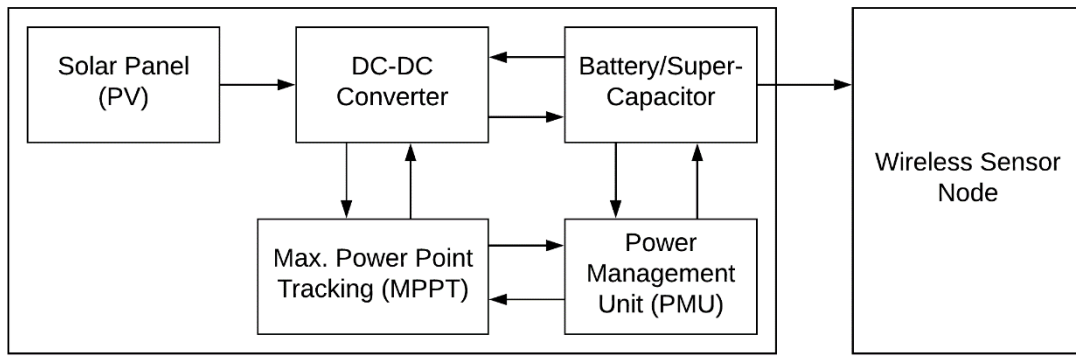 Solar Panel
(PV)
DC-DC
Converter
Battery/Super-
Capacitor
Wireless Sensor
Node
Max. Power Point
Tracking (MPPT)
Power
Management
Unit (PMU)